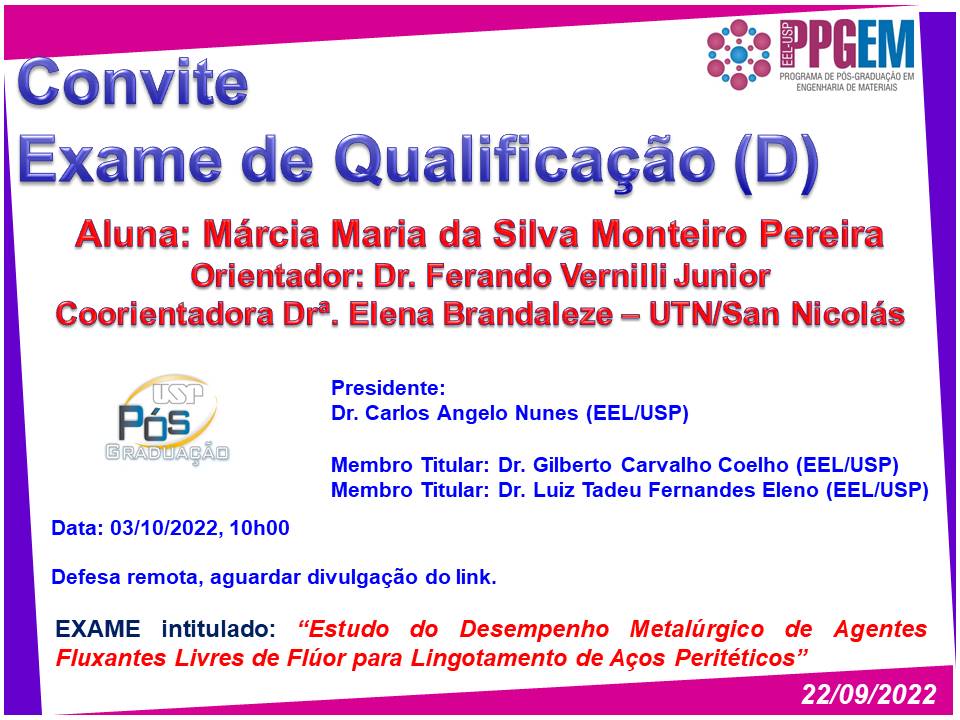 EEL-USP
PPGEM
PROGRAMA DE PÓS-GRADUAÇÃO EM
ENGENHARIA DE MATERIAIS
Convite
Exame de Qualificação (D)
Aluna: Márcia Maria da Silva Monteiro Pereira
Orientador: Dr. Ferando Vernilli Junior
Coorientadora Drª. Elena Brandaleze – UTN/San Nicolás
USP
Pós
GRADUAÇÃO
Presidente:
Dr. Carlos Angelo Nunes (EEL/USP)
Membro Titular: Dr. Gilberto Carvalho Coelho (EEL/USP)
Membro Titular: Dr. Luiz Tadeu Fernandes Eleno (EEL/USP)
Data: 03/10/2022, 10h00
Defesa remota, aguardar divulgação do link.
EXAME intitulado: “Estudo do Desempenho Metalúrgico de Agentes
Fluxantes Livres de Flúor para Lingotamento de Aços Peritéticos”
22/09/2022